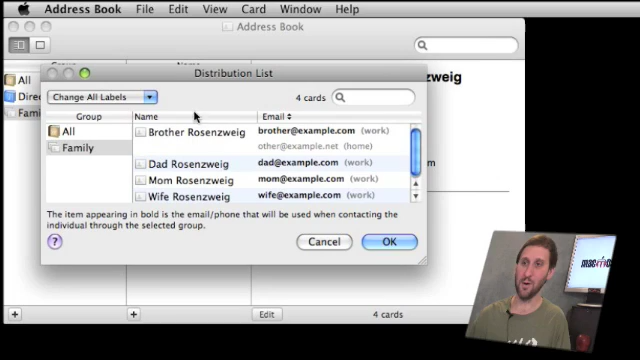 Address Book File Edit View Card Window Help
Address Book
Distribution List
Change All Labels
4 cards
Group Name Email
All
Brother Rosenzweig brother@example.com (work)
other@example.net (home)
Family
Dad Rosenzweig dad@example.com (work)
Mom Rosenzweig mom@example.com (work)
Wife Rosenzweig wife@example.com (work)
The item appearing in bold is the email/phone that will be used when contacting the
individual through the selected group.
? Cancel OK
All
Direc
Fami
zweig
m
+ + Edit 4 cards